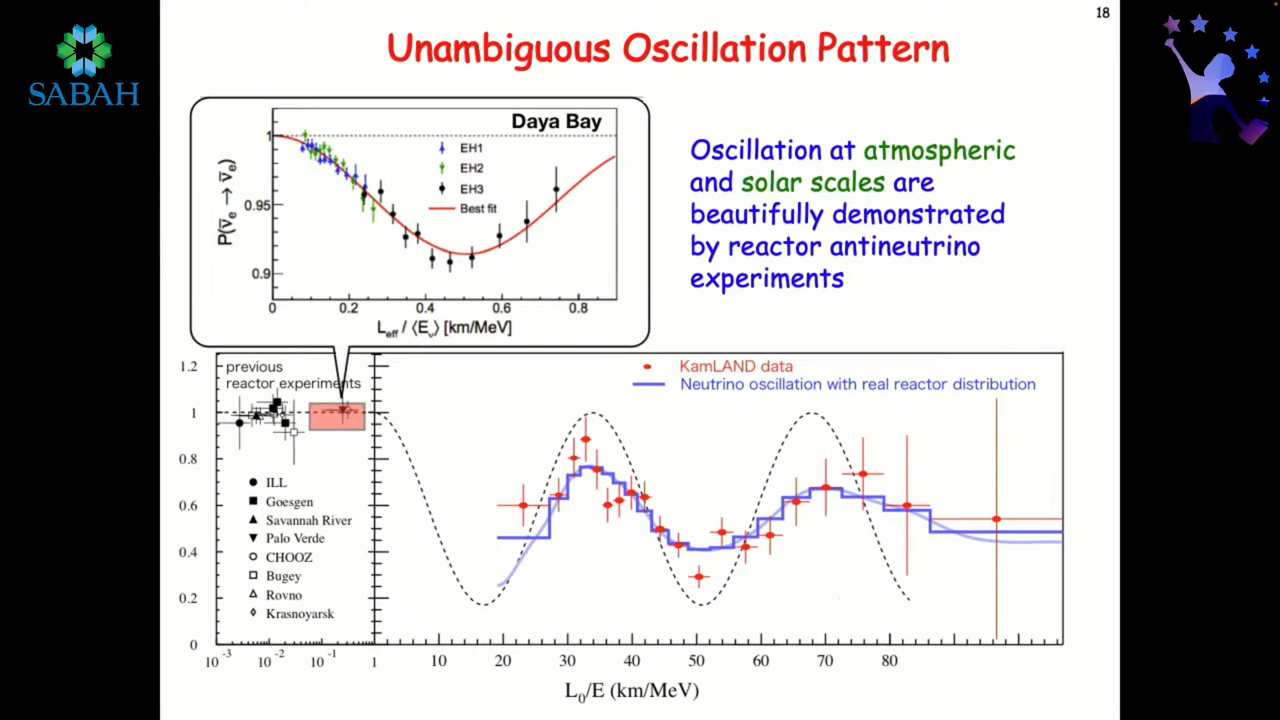 18
SABAH
Unambiguous Oscillation Pattern
Daya Bay
EH1
EH2
EH3
Best fit
1
0.95
0.9
P(ν̄e → ν̄e)
0 0.2 0.4 0.6 0.8
Leff / ⟨Eν⟩ [km/MeV]
Oscillation at atmospheric
and solar scales are
beautifully demonstrated
by reactor antineutrino
experiments
previous
reactor experiments
KamLAND data
Neutrino oscillation with real reactor distribution
1.2
1
0.8
0.6
0.4
0.2
0
ILL
Goesgen
Savannah River
Palo Verde
CHOOZ
Bugey
Rovno
Krasnoyarsk
10⁻³ 10⁻² 10⁻¹ 1 10 20 30 40 50 60 70 80
L₀/E (km/MeV)